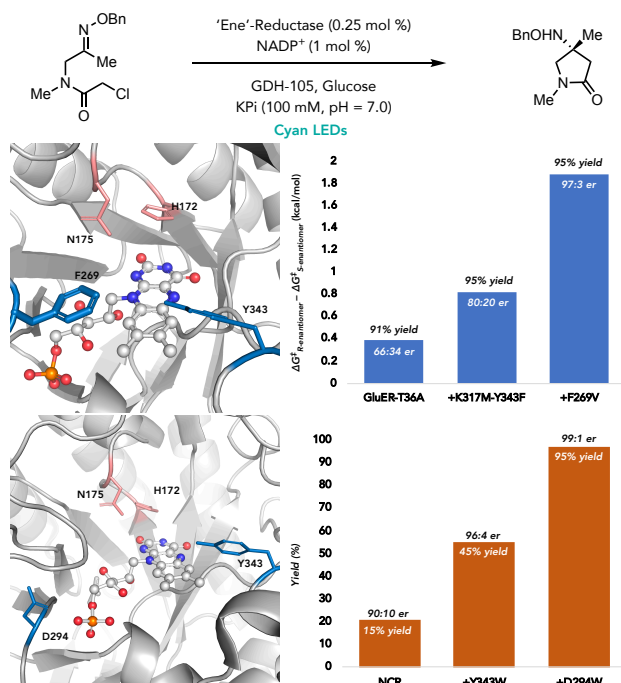 OBn
N
Me
N
Me
Cl
O
'Ene'-Reductase (0.25 mol %)
NADP⁺ (1 mol %)
GDH-105, Glucose
KPi (100 mM, pH = 7.0)
Cyan LEDs
BnOHN
Me
N
Me
O
H172
N175
F269
Y343
ΔG‡R-enantiomer – ΔG‡S-enantiomer (kcal/mol)
2
1.8
1.6
1.4
1.2
1
0.8
0.6
0.4
0.2
0
91% yield
66:34 er
95% yield
80:20 er
95% yield
97:3 er
GluER-T36A
+K317M-Y343F
+F269V
N175
H172
Y343
D294
Yield (%)
100
90
80
70
60
50
40
30
20
10
0
90:10 er
15% yield
96:4 er
45% yield
99:1 er
95% yield
NCR
+Y343W
+D294W